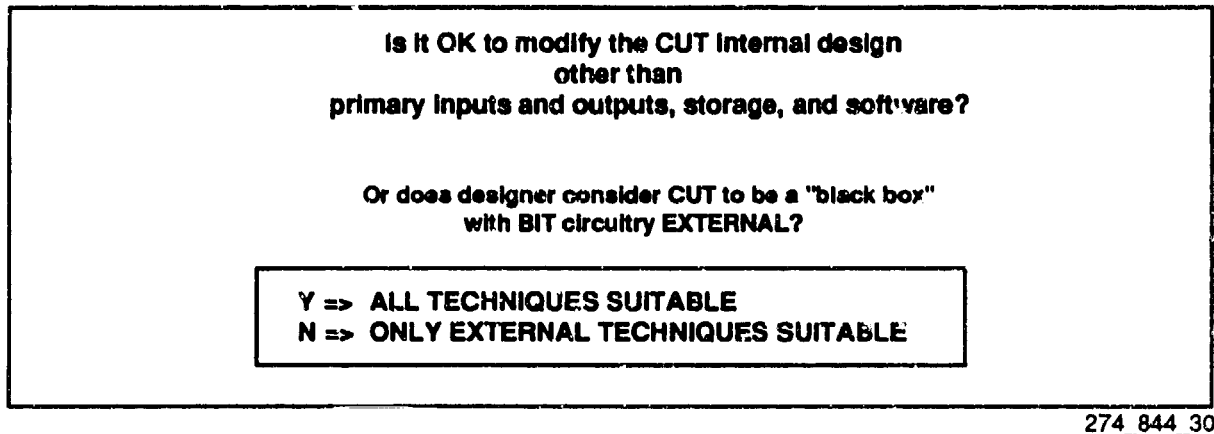 Is it OK to modify the CUT internal design
other than
primary inputs and outputs, storage, and software?
Or does designer consider CUT to be a "black box"
with BIT circuitry EXTERNAL?
Y => ALL TECHNIQUES SUITABLE
N => ONLY EXTERNAL TECHNIQUES SUITABLE
274 844 30